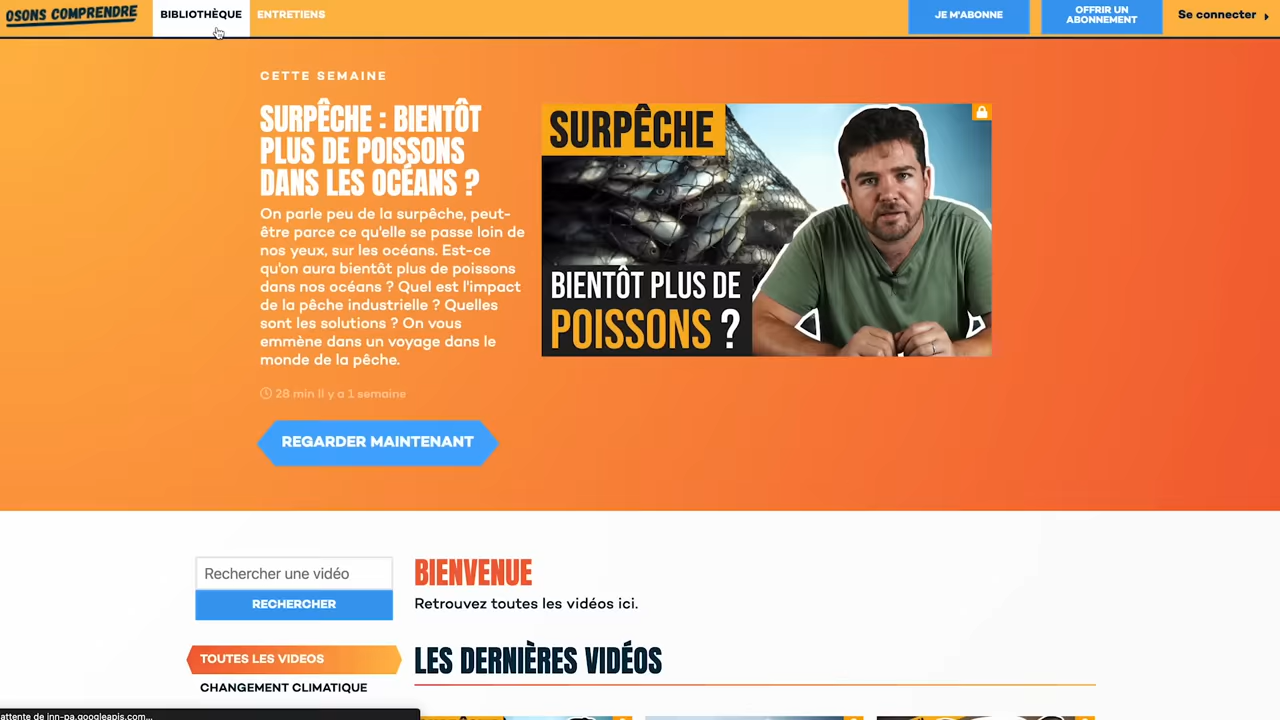 OSONS COMPRENDRE
BIBLIOTHÈQUE
ENTRETIENS
JE M'ABONNE
OFFRIR UN
ABONNEMENT
Se connecter
CETTE SEMAINE
SURPÊCHE : BIENTÔT
PLUS DE POISSONS
DANS LES OCÉANS ?
On parle peu de la surpêche, peut-
être parce ce qu'elle se passe loin de
nos yeux, sur les océans. Est-ce
qu'on aura bientôt plus de poissons
dans nos océans ? Quel est l'impact
de la pêche industrielle ? Quelles
sont les solutions ? On vous
emmène dans un voyage dans le
monde de la pêche.
28 min il y a 1 semaine
REGARDER MAINTENANT
SURPÊCHE
BIENTÔT PLUS DE
POISSONS ?
Rechercher une vidéo
RECHERCHER
TOUTES LES VIDEOS
CHANGEMENT CLIMATIQUE
BIENVENUE
Retrouvez toutes les vidéos ici.
LES DERNIÈRES VIDÉOS
attente de jnn-pa.googleapis.com...